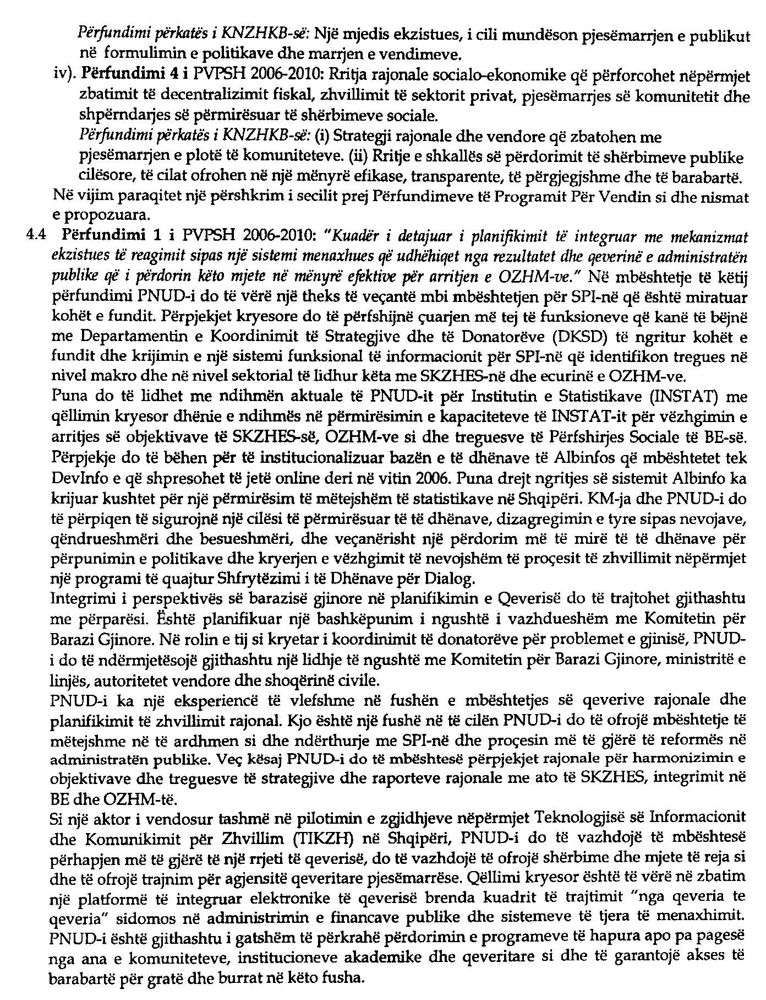 Përfundimi përkatës i KNZHKB-së: Një mjedis ekzistues, i cili mundëson pjesëmarrjen e publikut
në formulimin e politikave dhe marrjen e vendimeve.
iv). Përfundimi 4 i PVPSH 2006-2010: Rritja rajonale socialo-ekonomike që përforcohet nëpërmjet
zbatimit të decentralizimit fiskal, zhvillimit të sektorit privat, pjesëmarrjes së komunitetit dhe
shpërndarjes së përmirësuar të shërbimeve sociale.
Përfundimi përkatës i KNZHKB-së: (i) Strategji rajonale dhe vendore që zbatohen me
pjesëmarrjen e plotë të komuniteteve. (ii) Rritje e shkallës së përdorimit të shërbimeve publike
cilësore, të cilat ofrohen në një mënyrë efikase, transparente, të përgjegjshme dhe të barabartë.
Në vijim paraqitet një përshkrim i secilit prej Përfundimeve të Programit Për Vendin si dhe nismat
e propozuara.
4.4 Përfundimi 1 i PVPSH 2006-2010: "Kuadër i detajuar i planifikimit të integruar me mekanizmat
ekzistues të reagimit sipas një sistemi menaxhues që udhëhiqet nga rezultatet dhe qeverinë e administratën
publike që i përdorin këto mjete në mënyrë efektive për arritjen e OZHM-ve." Në mbështetje të këtij
përfundimi PNUD-i do të vërë një theks të veçantë mbi mbështetjen për SPI-në që është miratuar
kohët e fundit. Përpjekjet kryesore do të përfshijnë çuarjen më tej të funksioneve që kanë të bëjnë
me Departamentin e Koordinimit të Strategjive dhe të Donatorëve (DKSD) të ngritur kohët e
fundit dhe krijimin e një sistemi funksional të informacionit për SPI-në që identifikon tregues në
nivel makro dhe në nivel sektorial të lidhur këta me SKZHES-në dhe ecurinë e OZHM-ve.
Puna do të lidhet me ndihmën aktuale të PNUD-it për Institutin e Statistikave (INSTAT) me
qëllimin kryesor dhënie e ndihmës në përmirësimin e kapaciteteve të INSTAT-it për vëzhgimin e
arritjes së objektivave të SKZHES-së, OZHM-ve si dhe treguesve të Përfshirjes Sociale të BE-së.
Përpjekje do të bëhen për të institucionalizuar bazën e të dhënave të Albinfos që mbështetet tek
DevInfo e që shpresohet të jetë online deri në vitin 2006. Puna drejt ngritjes së sistemit Albinfo ka
krijuar kushtet për një përmirësim të mëtejshëm të statistikave në Shqipëri. KM-ja dhe PNUD-i do
të përpiqen të sigurojnë një cilësi të përmirësuar të të dhënave, dizagregimin e tyre sipas nevojave,
qëndrueshmëri dhe besueshmëri, dhe veçanërisht një përdorim më të mirë të të dhënave për
përpunimin e politikave dhe kryerjen e vëzhgimit të nevojshëm të proçesit të zhvillimit nëpërmjet
një programi të quajtur Shfrytëzimi i të Dhënave për Dialog.
Integrimi i perspektivës së barazisë gjinore në planifikimin e Qeverisë do të trajtohet gjithashtu
me përparësi. Është planifikuar një bashkëpunim i ngushtë i vazhdueshëm me Komitetin për
Barazi Gjinore. Në rolin e tij si kryetar i koordinimit të donatorëve për problemet e gjinisë, PNUD-
i do të ndërmjetësojë gjithashtu një lidhje të ngushtë me Komitetin për Barazi Gjinore, ministritë e
linjës, autoritetet vendore dhe shoqërinë civile.
PNUD-i ka një eksperiencë të vlefshme në fushën e mbështetjes së qeverive rajonale dhe
planifikimit të zhvillimit rajonal. Kjo është një fushë në të cilën PNUD-i do të ofrojë mbështetje të
mëtejshme në të ardhmen si dhe ndërthurje me SPI-në dhe proçesin më të gjërë të reformës në
administratën publike. Veç kësaj PNUD-i do të mbështesë përpjekjet rajonale për harmonizimin e
objektivave dhe treguesve të strategjive dhe raporteve rajonale me ato të SKZHES, integrimit në
BE dhe OZHM-të.
Si një aktor i vendosur tashmë në pilotimin e zgjidhjeve nëpërmjet Teknologjisë së Informacionit
dhe Komunikimit për Zhvillim (TIKZH) në Shqipëri, PNUD-i do të vazhdojë të mbështesë
përhapjen më të gjërë të një rrjeti të qeverisë, do të vazhdojë të ofrojë shërbime dhe mjete të reja si
dhe të ofrojë trajnim për agjensitë qeveritare pjesëmarrëse. Qëllimi kryesor është të vërë në zbatim
një platformë të integruar elektronike të qeverisë brenda kuadrit të trajtimit "nga qeveria te
qeveria" sidomos në administrimin e financave publike dhe sistemeve të tjera të menaxhimit.
PNUD-i është gjithashtu i gatshëm të përkrahë përdorimin e programeve të hapura apo pa pagesë
nga ana e komuniteteve, institucioneve akademike dhe qeveritare si dhe të garantojë akses të
barabartë për gratë dhe burrat në këto fusha.